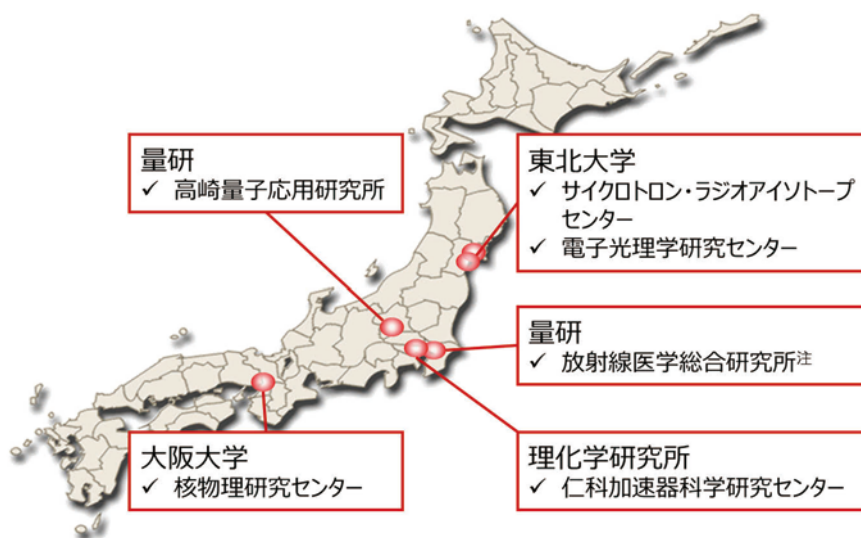 量研
✓ 高崎量子応用研究所
東北大学
✓ サイクロトロン・ラジオアイソトープ
センター
✓ 電子光理学研究センター
量研
✓ 放射線医学総合研究所注
大阪大学
✓ 核物理研究センター
理化学研究所
✓ 仁科加速器科学研究センター